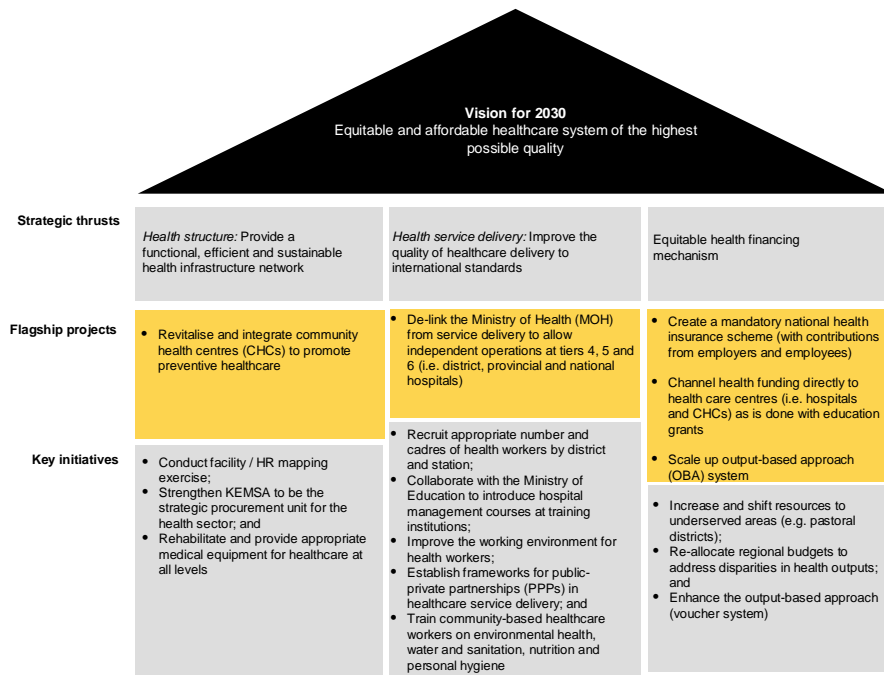 Vision for 2030
Equitable and affordable healthcare system of the highest
possible quality
Strategic thrusts
Health structure: Provide a
functional, efficient and sustainable
health infrastructure network
Health service delivery: Improve the
quality of healthcare delivery to
international standards
Equitable health financing
mechanism
Flagship projects
• Revitalise and integrate community
health centres (CHCs) to promote
preventive healthcare
• De-link the Ministry of Health (MOH)
from service delivery to allow
independent operations at tiers 4, 5 and
6 (i.e. district, provincial and national
hospitals)
• Create a mandatory national health
insurance scheme (with contributions
from employers and employees)
• Channel health funding directly to
health care centres (i.e. hospitals
and CHCs) as is done with education
grants
• Scale up output-based approach
(OBA) system
Key initiatives
• Conduct facility / HR mapping
exercise;
• Strengthen KEMSA to be the
strategic procurement unit for the
health sector; and
• Rehabilitate and provide appropriate
medical equipment for healthcare at
all levels
• Recruit appropriate number and
cadres of health workers by district
and station;
• Collaborate with the Ministry of
Education to introduce hospital
management courses at training
institutions;
• Improve the working environment for
health workers;
• Establish frameworks for public-
private partnerships (PPPs) in
healthcare service delivery; and
• Train community-based healthcare
workers on environmental health,
water and sanitation, nutrition and
personal hygiene
• Increase and shift resources to
underserved areas (e.g. pastoral
districts);
• Re-allocate regional budgets to
address disparities in health outputs;
and
• Enhance the output-based approach
(voucher system)